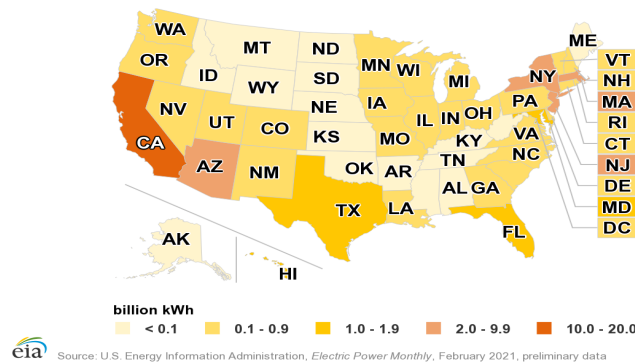 WA
MT
ND
ME
OR
ID
SD
MN
WI
MI
NY
VT
NH
MA
RI
CT
NJ
DE
MD
DC
WY
NE
IA
PA
NV
UT
CO
KS
MO
IL
IN
OH
VA
KY
NC
CA
AZ
NM
OK
AR
TN
TX
LA
AL
GA
FL
AK
HI
billion kWh
< 0.1
0.1 - 0.9
1.0 - 1.9
2.0 - 9.9
10.0 - 20.0
eia
Source: U.S. Energy Information Administration, Electric Power Monthly, February 2021, preliminary data